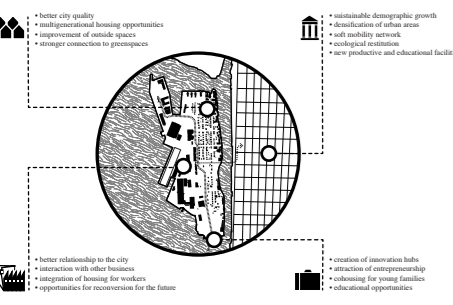 • better city quality
• multigenerational housing opportunities
• improvement of outside spaces
• stronger connection to greenspaces
• sustainable demographic growth
• densification of urban areas
• soft mobility network
• ecological restitution
• new productive and educational facilit
• better relationship to the city
• interaction with other business
• integration of housing for workers
• opportunities for reconversion for the future
• creation of innovation hubs
• attraction of entrepreneurship
• cohousing for young families
• educational opportunities